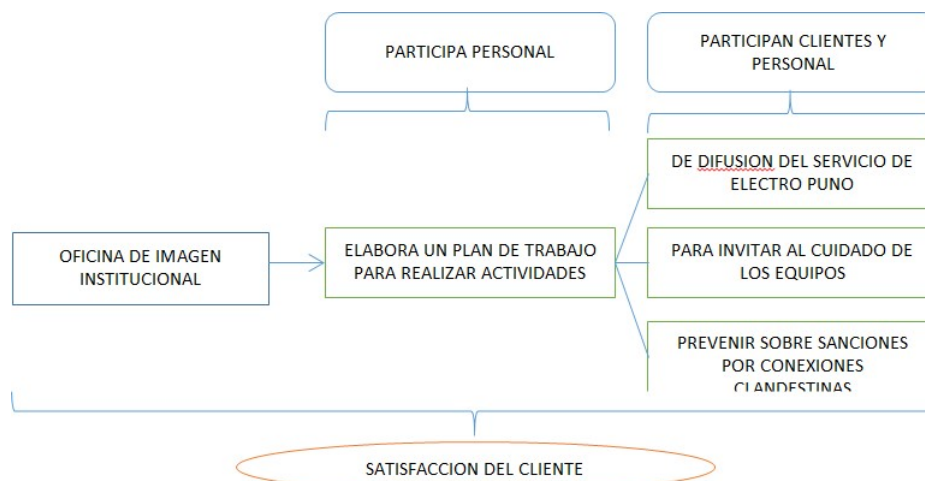 PARTICIPA PERSONAL
PARTICIPAN CLIENTES Y
PERSONAL
DE DIFUSION DEL SERVICIO DE
ELECTRO PUNO
OFICINA DE IMAGEN
INSTITUCIONAL
ELABORA UN PLAN DE TRABAJO
PARA REALIZAR ACTIVIDADES
PARA INVITAR AL CUIDADO DE
LOS EQUIPOS
PREVENIR SOBRE SANCIONES
POR CONEXIONES
CLANDESTINAS
SATISFACCION DEL CLIENTE